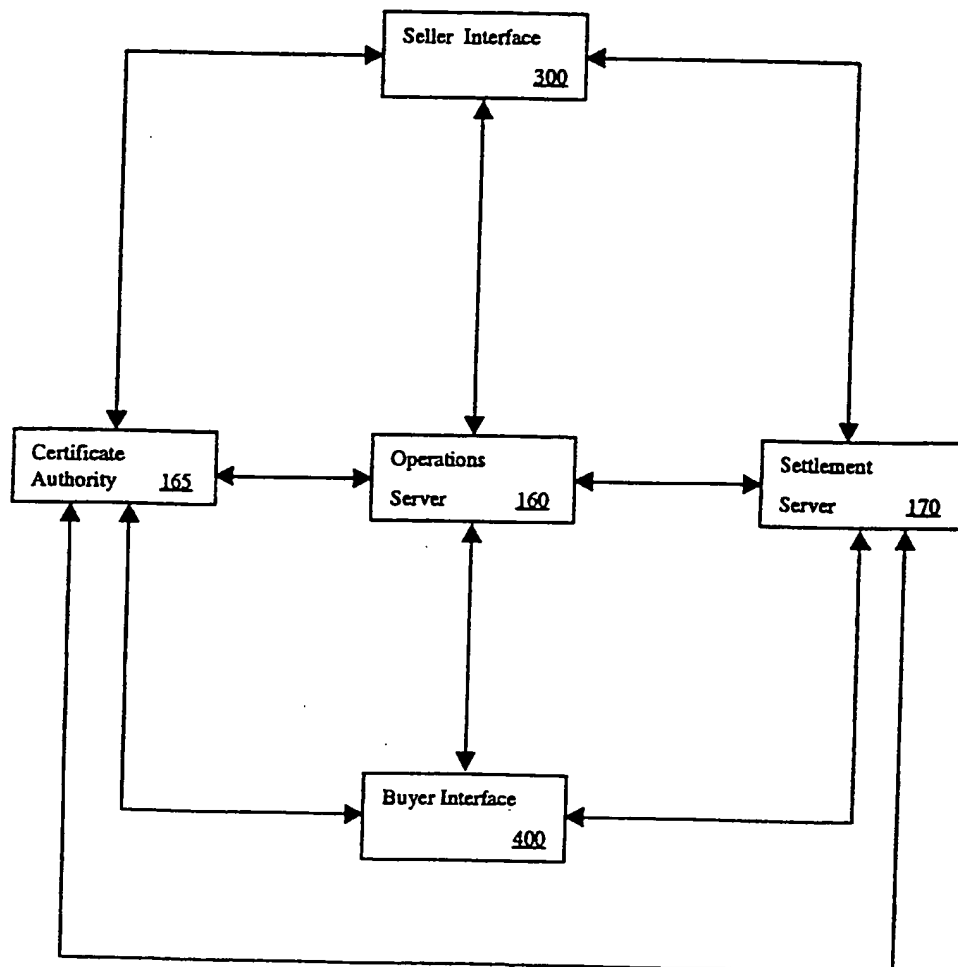 Seller Interface
300
Certificate
Authority 165
Operations
Server 160
Settlement
Server 170
Buyer Interface
400